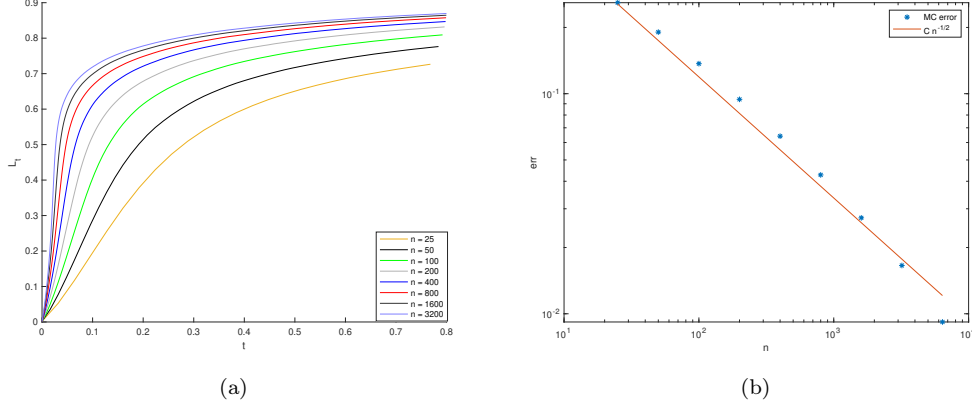 0.9
0.8
0.7
0.6
0.5
0.4
0.3
0.2
0.1
0
L_t
0 0.1 0.2 0.3 0.4 0.5 0.6 0.7 0.8
t
n = 25
n = 50
n = 100
n = 200
n = 400
n = 800
n = 1600
n = 3200
(a)
MC error
C n^{-1/2}
10^{-1}
10^{-2}
err
10^1 10^2 10^3 10^4
n
(b)